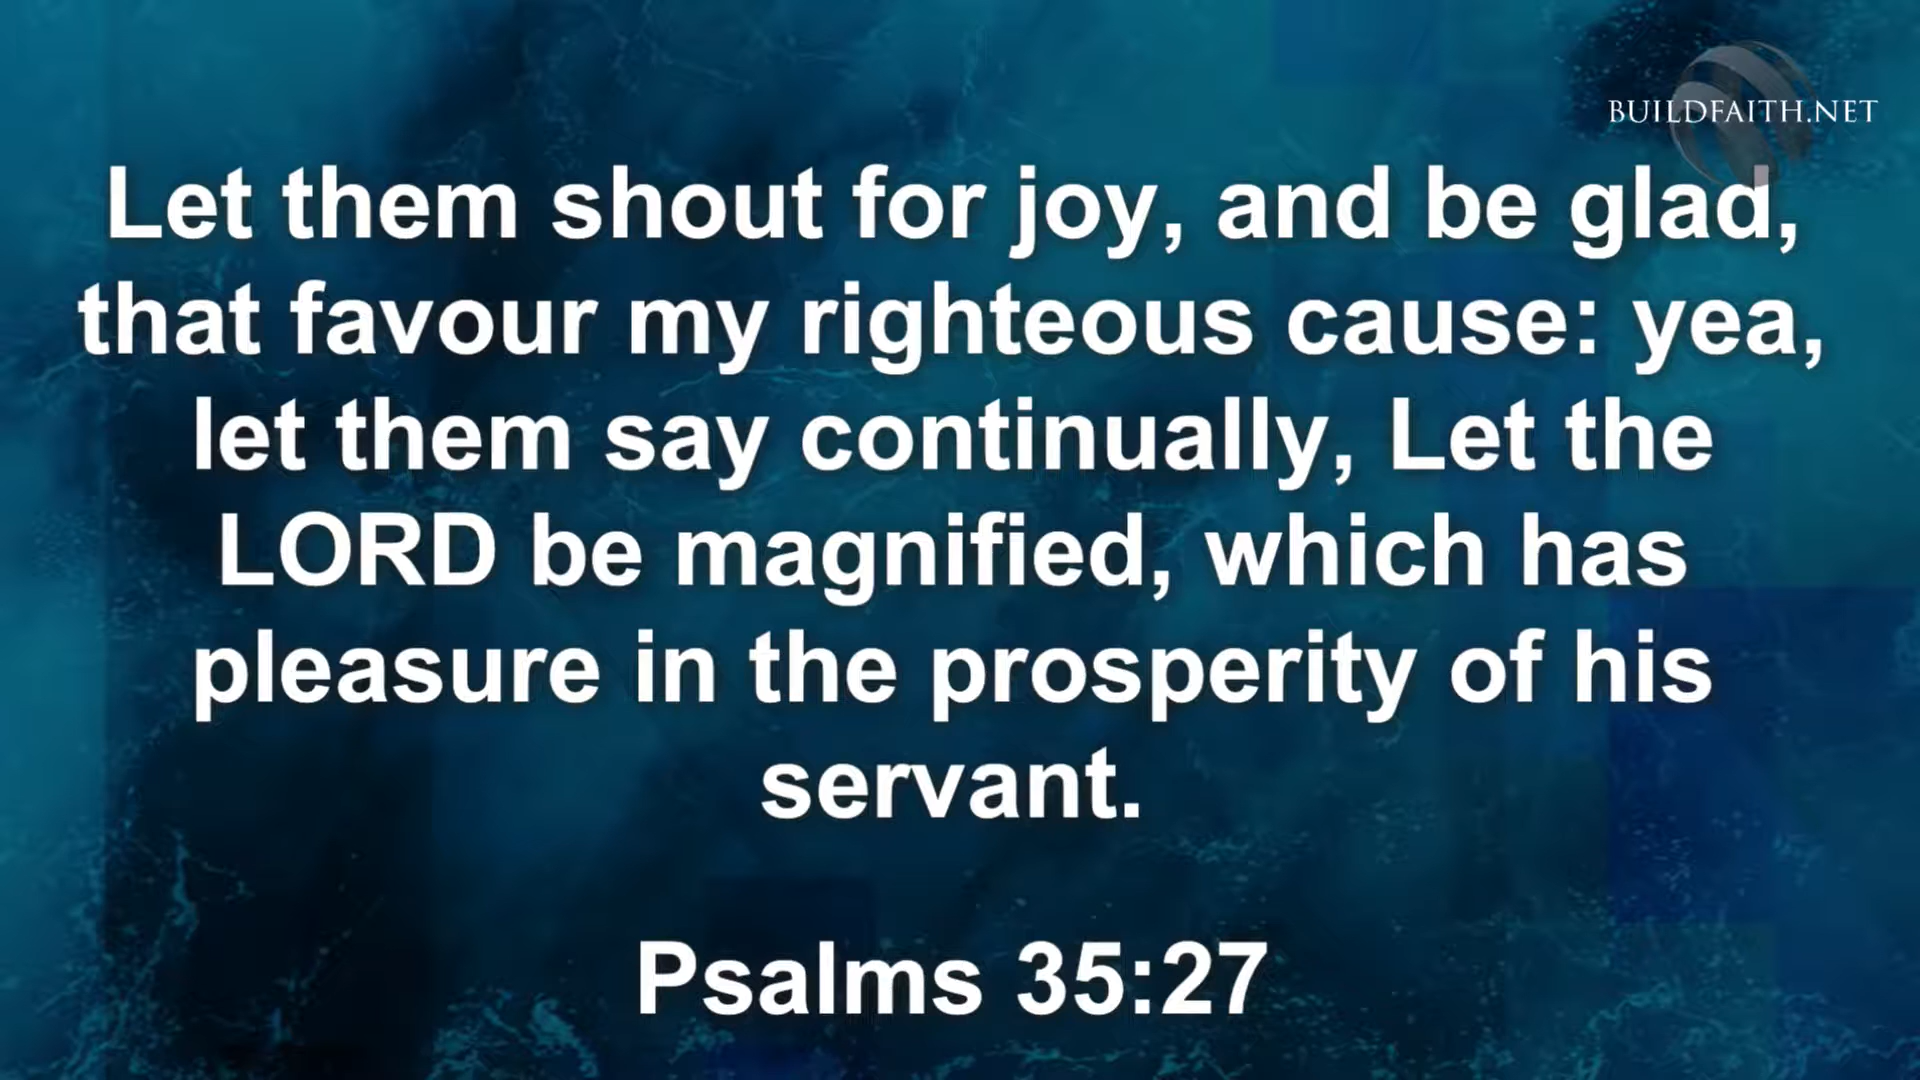 BUILDFAITH.NET
Let them shout for joy, and be glad,
that favour my righteous cause: yea,
let them say continually, Let the
LORD be magnified, which has
pleasure in the prosperity of his
servant.
Psalms 35:27